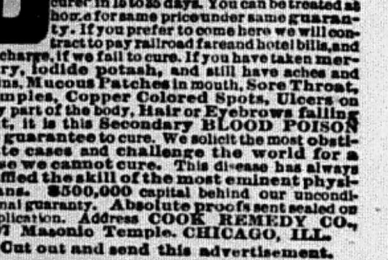 curer in 15 to 35 days. You can be treated at
home for same price under same guaran-
ty. If you prefer to come here we will con-
tract to pay railroad fare and hotel bills, and
charge, if we fail to cure. If you have taken mer-
ry, iodide potash, and still have aches and
ns, Mucous Patches in mouth, Sore Throat,
mples, Copper Colored Spots, Ulcers on
y part of the body, Hair or Eyebrows falling
t, it is this Secondary BLOOD POISON
guarantee to cure. We solicit the most obsti-
te cases and challenge the world for a
se we cannot cure. This disease has always
ffled the skill of the most eminent physi-
ans. $500,000 capital behind our uncondi-
nal guaranty. Absolute proofs sent sealed on
plication. Address COOK REMEDY CO.,
7 Masonic Temple. CHICAGO, ILL.
Cut out and send this advertisement.